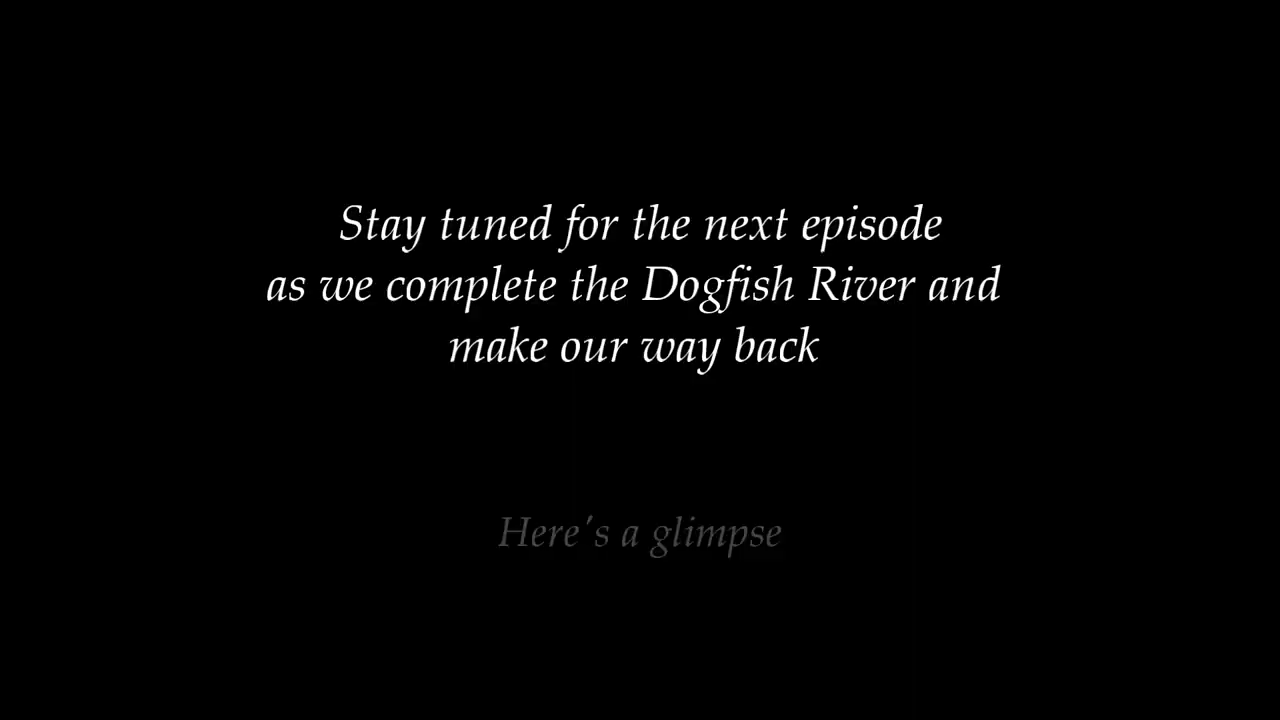 Stay tuned for the next episode
as we complete the Dogfish River and
make our way back
Here's a glimpse